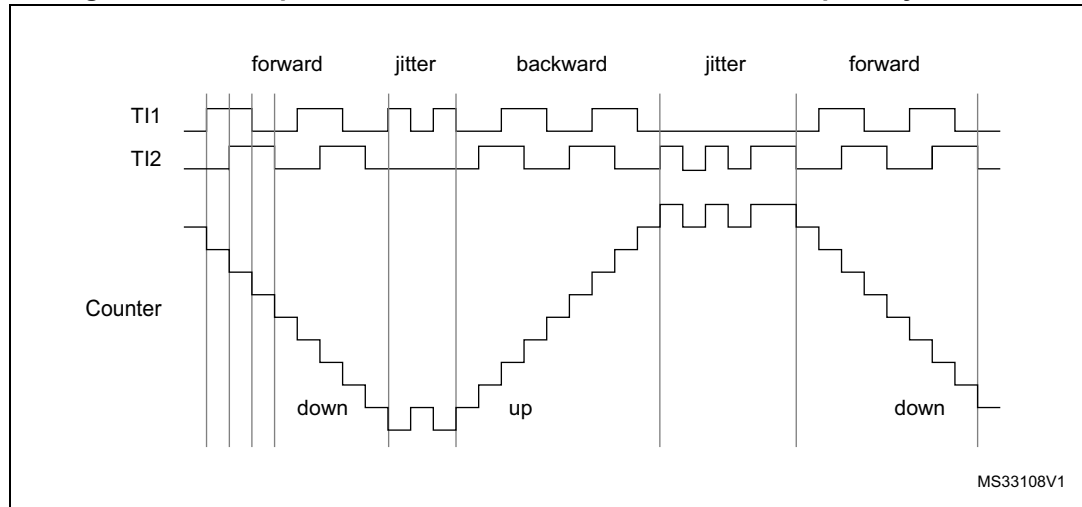 forward jitter backward jitter forward
TI1
TI2
Counter
down up down
MS33108V1